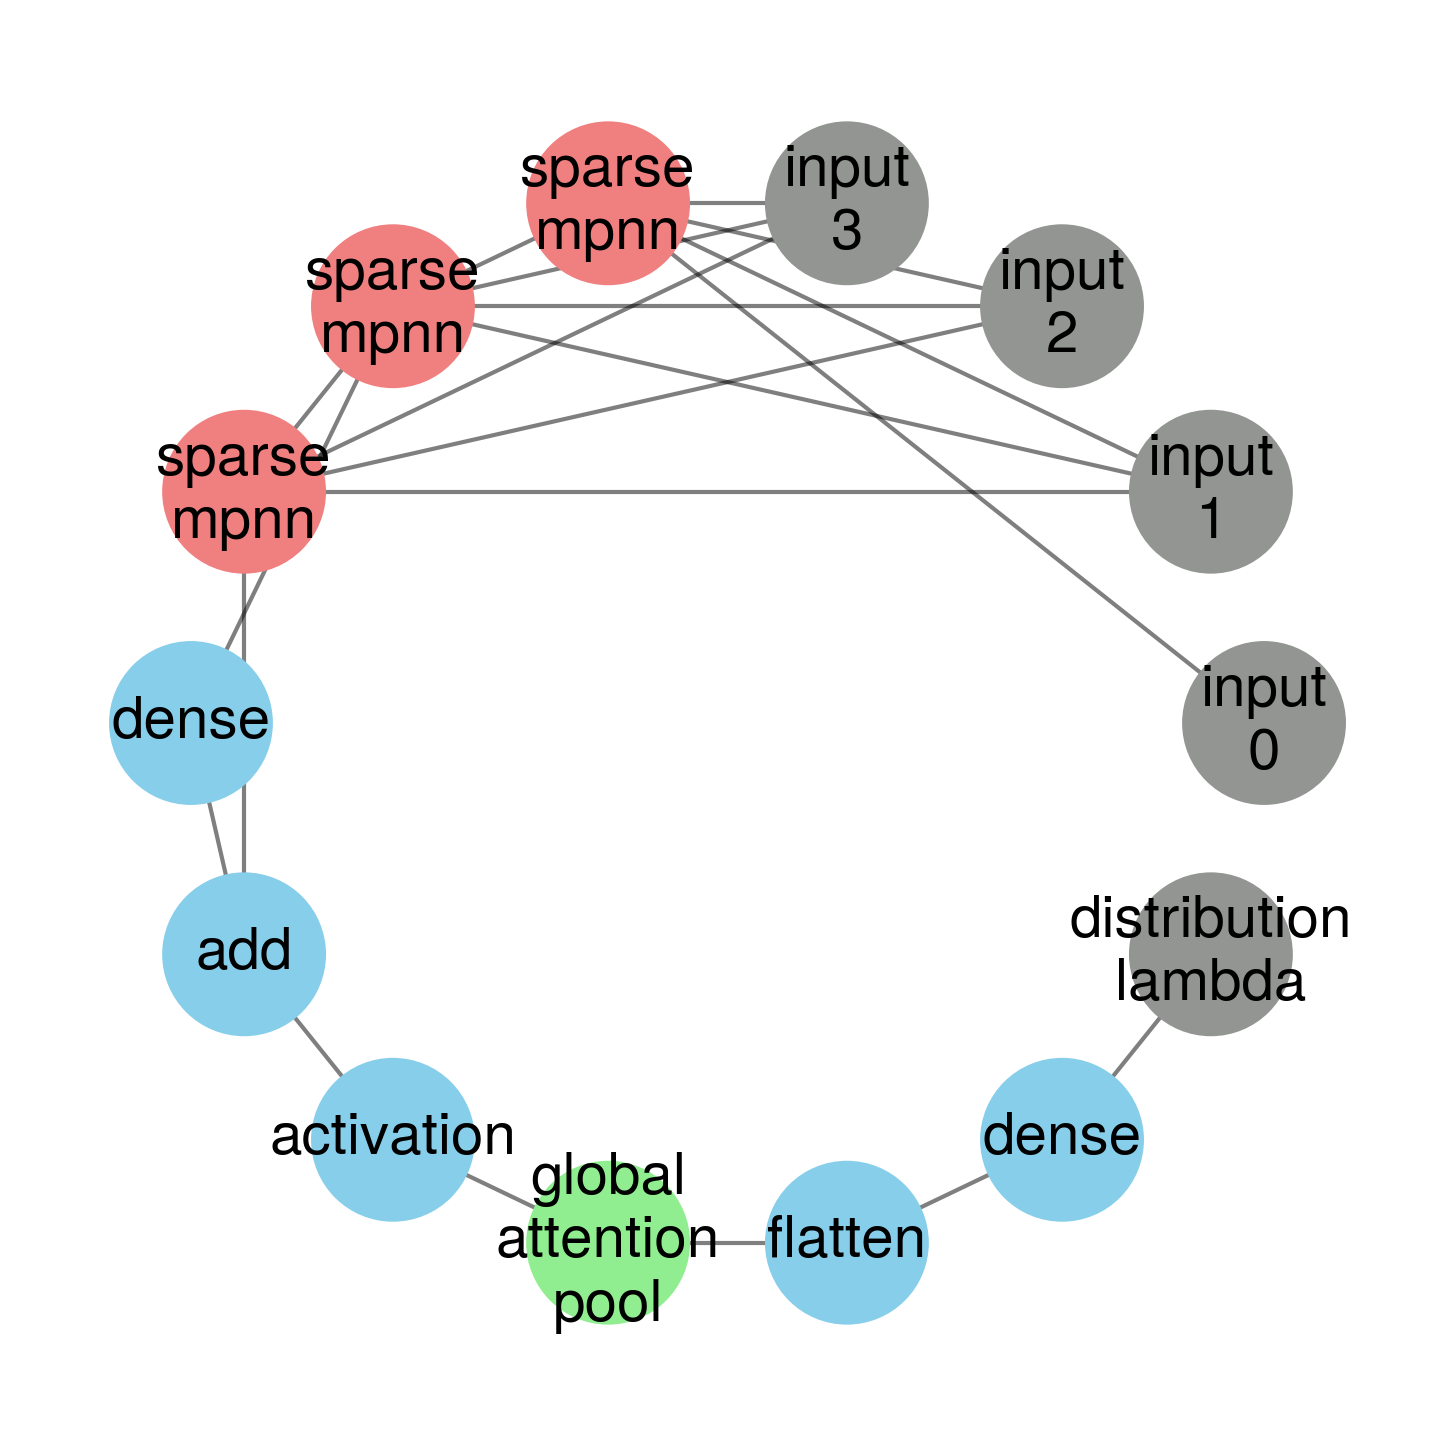 sparse
mpnn
input
3
sparse
mpnn
input
2
sparse
mpnn
input
1
dense
input
0
add
distribution
lambda
activation
dense
global
attention
pool
flatten